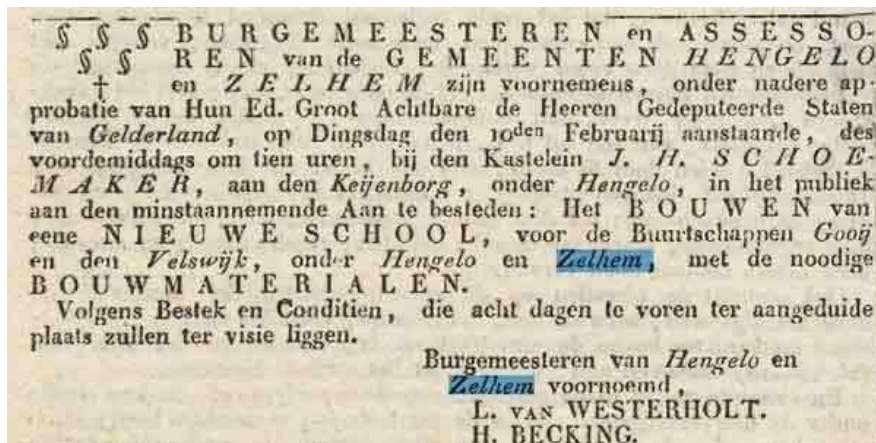 § § § BURGEMEESTEREN en ASSESSO-
§ § REN van de GEMEENTEN HENGELO
† en ZELHEM zijn voornemens, onder nadere ap-
probatie van Hun Ed. Groot Achtbare de Heeren Gedeputeerde Staten
van Gelderland, op Dingsdag den 10den Februarij aanstaande, des
voordemiddags om tien uren, bij den Kastelein J. H. SCHOE-
MAKER, aan den Keijenborg, onder Hengelo, in het publiek
aan den minstaannemende Aan te besteden: Het BOUWEN van
eene NIEUWE SCHOOL, voor de Buurtschappen Gooij
en den Velswijk, onder Hengelo en Zelhem, met de noodige
BOUWMATERIALEN.
Volgens Bestek en Conditien, die acht dagen te voren ter aangeduide
plaats zullen ter visie liggen.
Burgemeesteren van Hengelo en
Zelhem voornoemd,
L. VAN WESTERHOLT.
H. BECKING.